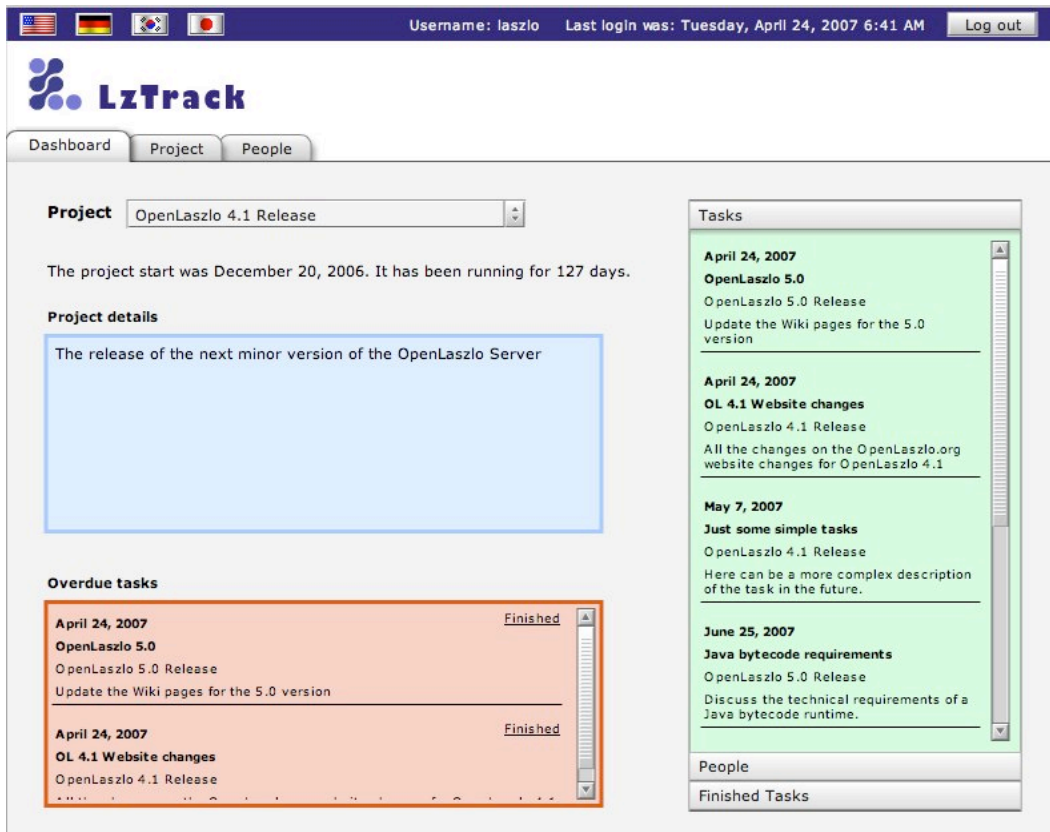 Username: laszlo Last login was: Tuesday, April 24, 2007 6:41 AM Log out
LzTrack
Dashboard Project People
Project OpenLaszlo 4.1 Release
The project start was December 20, 2006. It has been running for 127 days.
Project details
The release of the next minor version of the OpenLaszlo Server
Overdue tasks
April 24, 2007 Finished
OpenLaszlo 5.0
OpenLaszlo 5.0 Release
Update the Wiki pages for the 5.0 version
April 24, 2007 Finished
OL 4.1 Website changes
OpenLaszlo 4.1 Release
Tasks
April 24, 2007
OpenLaszlo 5.0
OpenLaszlo 5.0 Release
Update the Wiki pages for the 5.0
version
April 24, 2007
OL 4.1 Website changes
OpenLaszlo 4.1 Release
All the changes on the OpenLaszlo.org
website changes for OpenLaszlo 4.1
May 7, 2007
Just some simple tasks
OpenLaszlo 4.1 Release
Here can be a more complex description
of the task in the future.
June 25, 2007
Java bytecode requirements
OpenLaszlo 5.0 Release
Discuss the technical requirements of a
Java bytecode runtime.
People
Finished Tasks